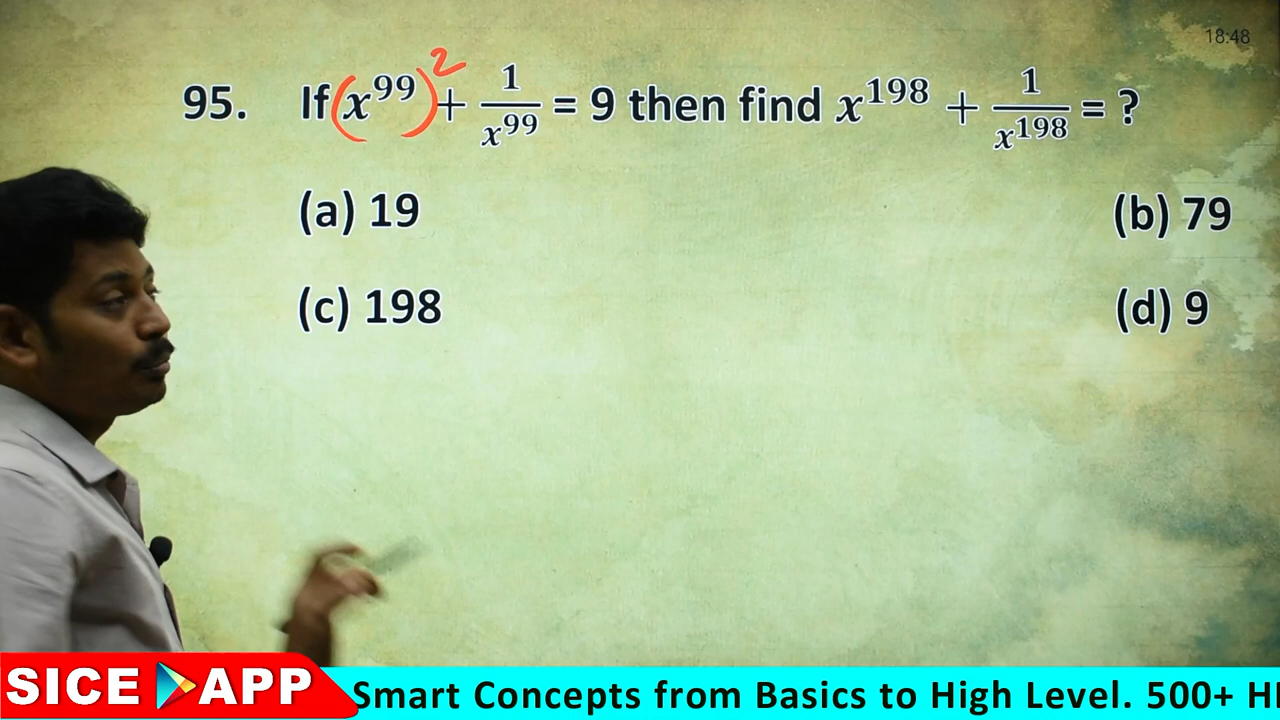 18:48
95. If (x^99)^2 + 1/x^99 = 9 then find x^198 + 1/x^198 = ?
(a) 19 (b) 79
(c) 198 (d) 9
SICE APP Smart Concepts from Basics to High Level. 500+